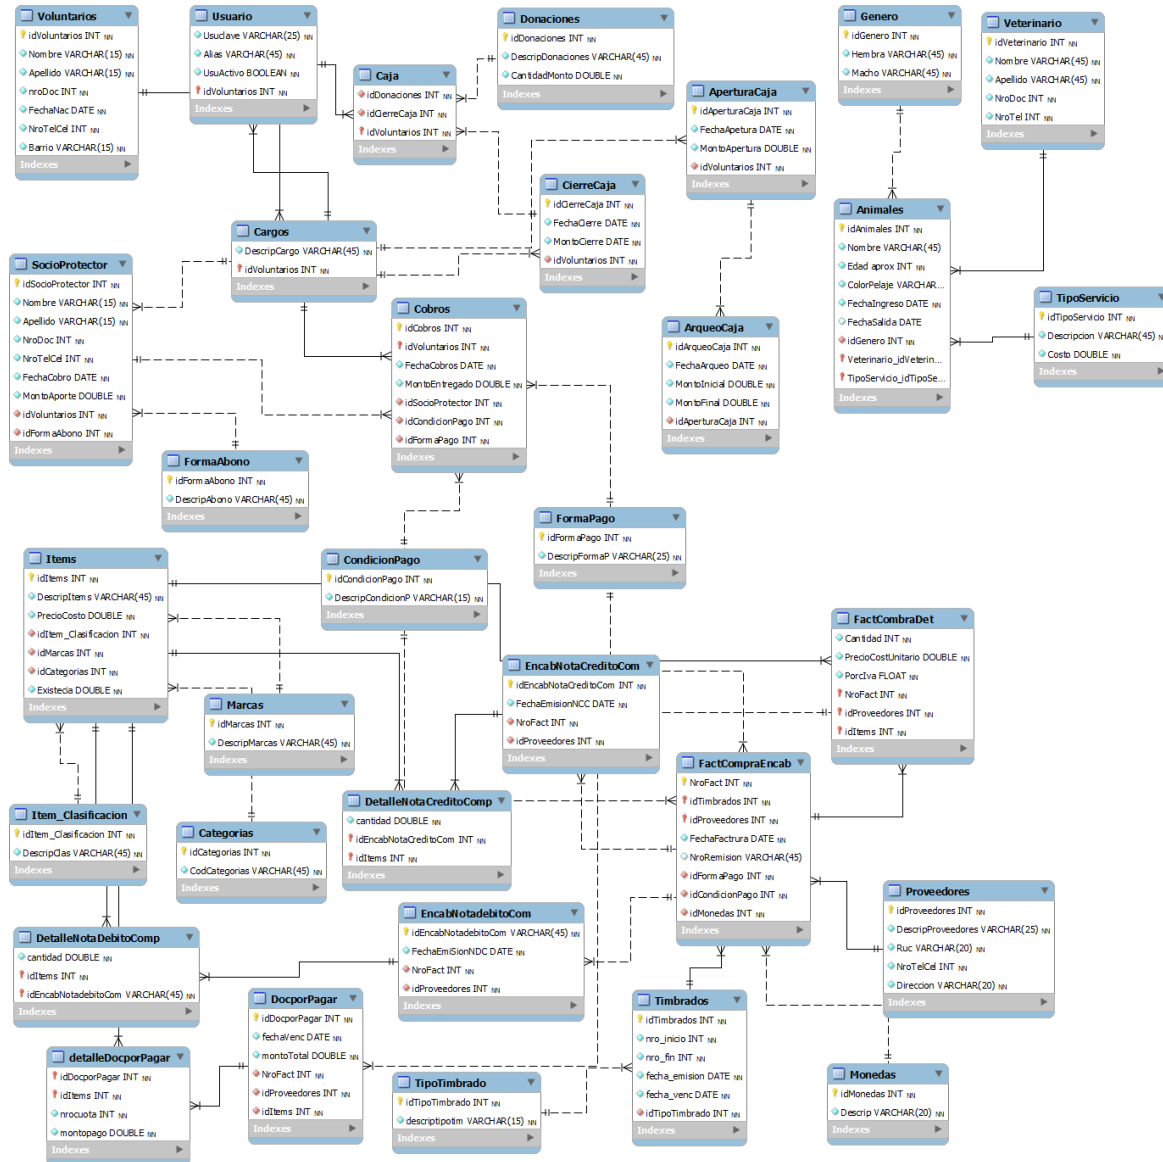 Voluntarios
idVoluntarios INT NN
Nombre VARCHAR(15) NN
Apellido VARCHAR(15) NN
nroDoc INT NN
FechaNac DATE NN
NroTelCel INT NN
Barrio VARCHAR(15) NN
Indexes
Usuario
Usuclave VARCHAR(25) NN
Alias VARCHAR(45) NN
UsuActivo BOOLEAN NN
idVoluntarios INT NN
Indexes
Caja
idDonaciones INT NN
idCierreCaja INT NN
idVoluntarios INT NN
Indexes
Donaciones
idDonaciones INT NN
DescripDonaciones VARCHAR(45) NN
CantidadMonto DOUBLE NN
Indexes
AperturaCaja
idAperturaCaja INT NN
FechaApetura DATE NN
MontoApertura DOUBLE NN
idVoluntarios INT NN
Indexes
Genero
idGenero INT NN
Hembra VARCHAR(45) NN
Macho VARCHAR(45) NN
Indexes
Veterinario
idVeterinario INT NN
Nombre VARCHAR(45) NN
Apellido VARCHAR(45) NN
NroDoc INT NN
NroTel INT NN
Indexes
CierreCaja
idCierreCaja INT NN
FechaCierre DATE NN
MontoCierre DATE NN
idVoluntarios INT NN
Indexes
Animales
idAnimales INT NN
Nombre VARCHAR(45)
Edad aprox INT NN
ColorPelaje VARCHAR...
FechaIngreso DATE NN
FechaSalida DATE
idGenero INT NN
Veterinario_idVeterin...
TipoServicio_idTipoSe...
Indexes
Cargos
DescripCargo VARCHAR(45) NN
idVoluntarios INT NN
Indexes
SocioProtector
idSocioProtector INT NN
Nombre VARCHAR(15) NN
Apellido VARCHAR(15) NN
NroDoc INT NN
NroTelCel INT NN
FechaCobro DATE NN
MontoAporte DOUBLE NN
idVoluntarios INT NN
idFormaAbono INT NN
Indexes
Cobros
idCobros INT NN
idVoluntarios INT NN
FechaCobros DATE NN
MontoEntregado DOUBLE NN
idSocioProtector INT NN
idCondicionPago INT NN
idFormaPago INT NN
Indexes
ArqueoCaja
idArqueoCaja INT NN
FechaArqueo DATE NN
MontoInicial DOUBLE NN
MontoFinal DOUBLE NN
idAperturaCaja INT NN
Indexes
TipoServicio
idTipoServicio INT NN
Descripcion VARCHAR(45) NN
Costo DOUBLE NN
Indexes
FormaAbono
idFormaAbono INT NN
DescripAbono VARCHAR(45) NN
Indexes
FormaPago
idFormaPago INT NN
DescripFormaP VARCHAR(25) NN
Indexes
Items
idItems INT NN
DescripItems VARCHAR(45) NN
PrecioCosto DOUBLE NN
idItem_Clasificacion INT NN
idMarcas INT NN
idCategorias INT NN
Existecia DOUBLE NN
Indexes
CondicionPago
idCondicionPago INT NN
DescripCondicionP VARCHAR(15) NN
Indexes
FactCombraDet
Cantidad INT NN
PrecioCostUnitario DOUBLE NN
PorcIva FLOAT NN
NroFact INT NN
idProveedores INT NN
idItems INT NN
Indexes
EncabNotaCreditoCom
idEncabNotaCreditoCom INT NN
FechaEmisionNCC DATE NN
NroFact INT NN
idProveedores INT NN
Indexes
Marcas
idMarcas INT NN
DescripMarcas VARCHAR(45) NN
Indexes
FactCompraEncab
NroFact INT NN
idTimbrados INT NN
idProveedores INT NN
FechaFactrura DATE NN
NroRemision VARCHAR(45)
idFormaPago INT NN
idCondicionPago INT NN
idMonedas INT NN
Indexes
DetalleNotaCreditoComp
cantidad DOUBLE NN
idEncabNotaCreditoCom INT NN
idItems INT NN
Indexes
Item_Clasificacion
idItem_Clasificacion INT NN
DescripClas VARCHAR(45) NN
Indexes
Categorias
idCategorias INT NN
CodCategorias VARCHAR(45) NN
Indexes
Proveedores
idProveedores INT NN
DescripProveedores VARCHAR(25) NN
Ruc VARCHAR(20) NN
NroTelCel INT NN
Direccion VARCHAR(20) NN
Indexes
EncabNotadebitoCom
idEncabNotadebitoCom VARCHAR(45) NN
FechaEmiSionNDC DATE NN
NroFact INT NN
idProveedores INT NN
Indexes
DetalleNotaDebitoComp
cantidad DOUBLE NN
idItems INT NN
idEncabNotadebitoCom VARCHAR(45) NN
Indexes
DocporPagar
idDocporPagar INT NN
fechaVenc DATE NN
montoTotal DOUBLE NN
NroFact INT NN
idProveedores INT NN
idItems INT NN
Indexes
Timbrados
idTimbrados INT NN
nro_inicio INT NN
nro_fin INT NN
fecha_emision DATE NN
fecha_venc DATE NN
idTipoTimbrado INT NN
Indexes
detalleDocporPagar
idDocporPagar INT NN
idItems INT NN
nrocuota INT NN
montopago DOUBLE NN
Indexes
TipoTimbrado
idTipoTimbrado INT NN
descriptipotim VARCHAR(15) NN
Indexes
Monedas
idMonedas INT NN
Descrip VARCHAR(20) NN
Indexes